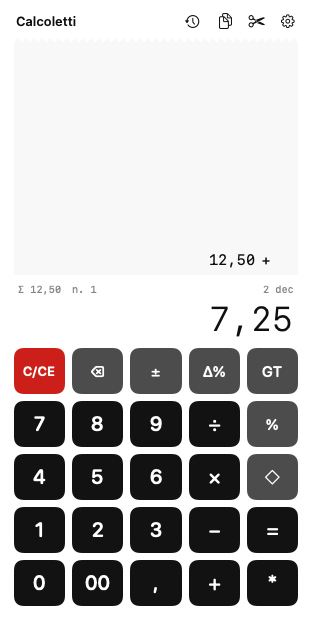 Calcoletti
12,50 +
Σ 12,50 n. 1 2 dec
7,25
C/CE ± Δ% GT
7 8 9 ÷ %
4 5 6 × ◇
1 2 3 − =
0 00 , + *